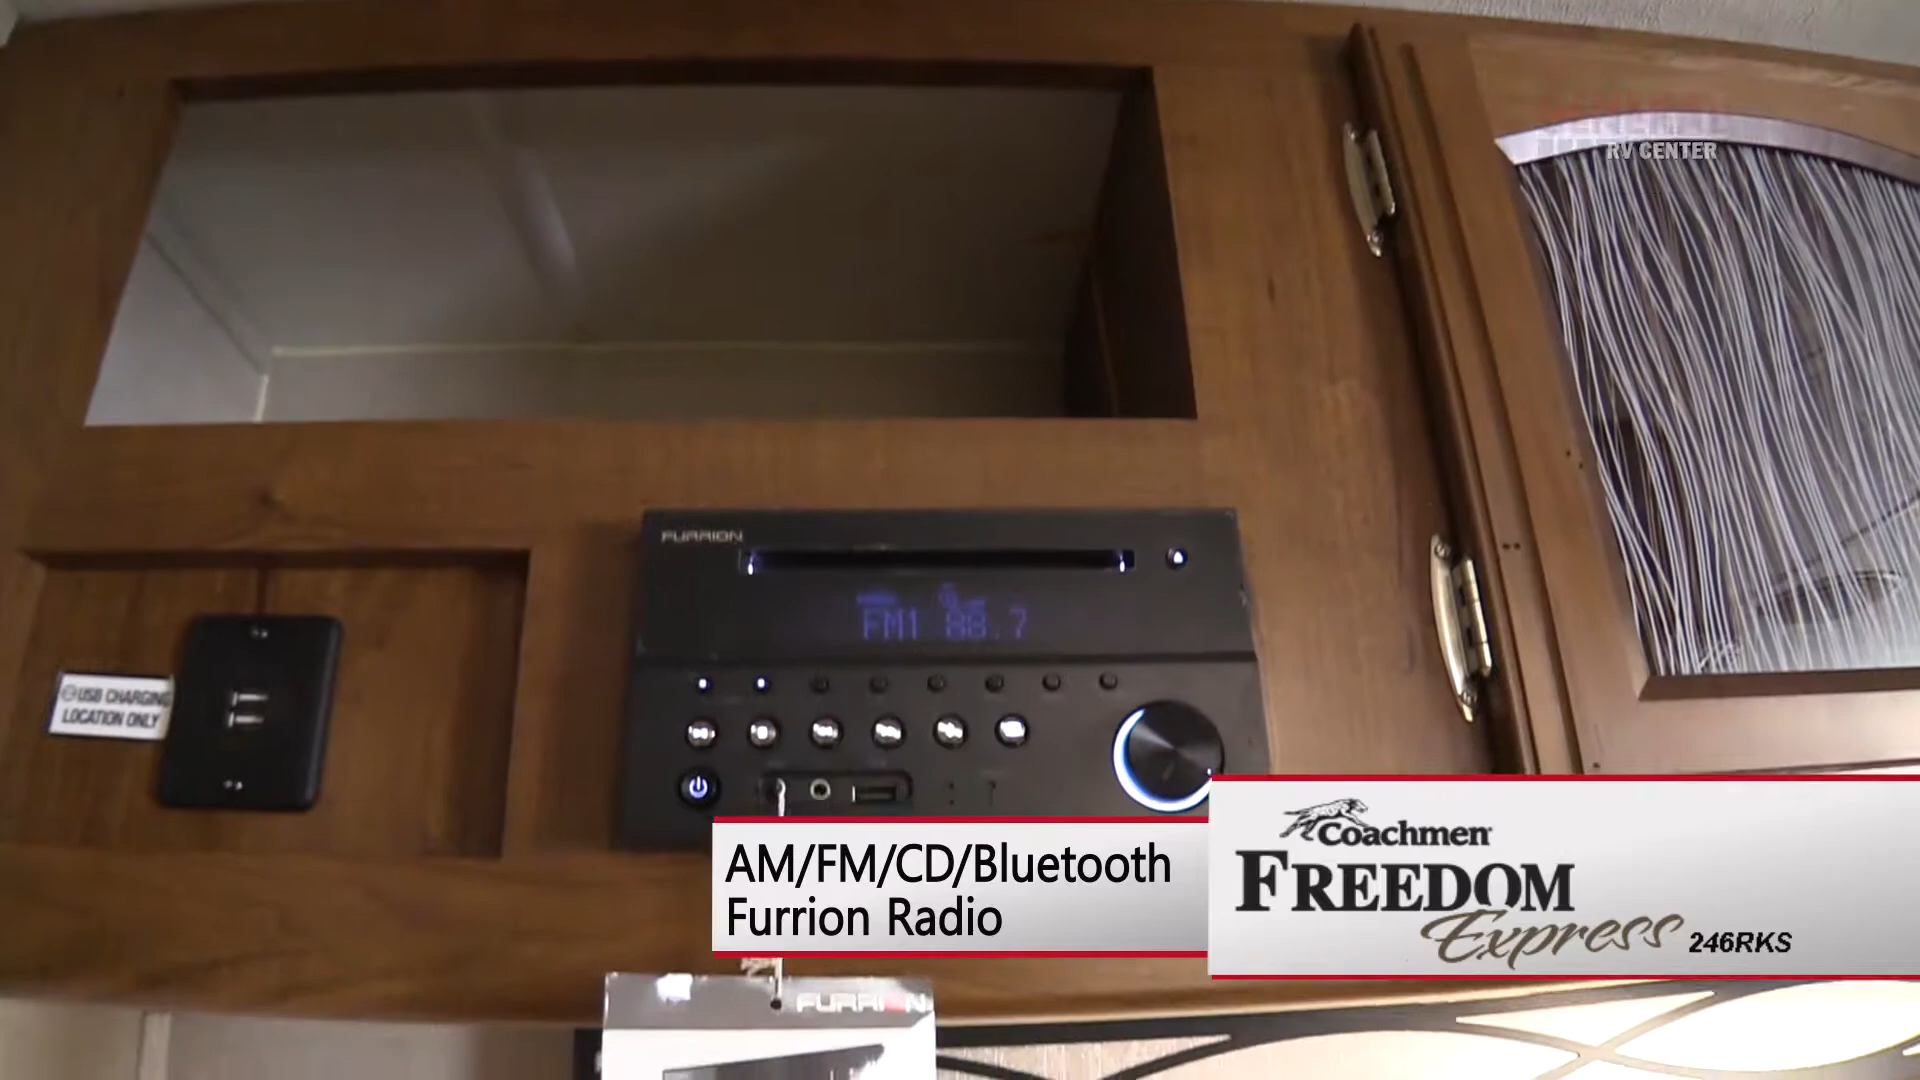 RV CENTER
FURRION
FM1 88.7
USB CHARGING
LOCATION ONLY
AM/FM/CD/Bluetooth
Furrion Radio
Coachmen
FREEDOM
Express 246RKS
FURRION